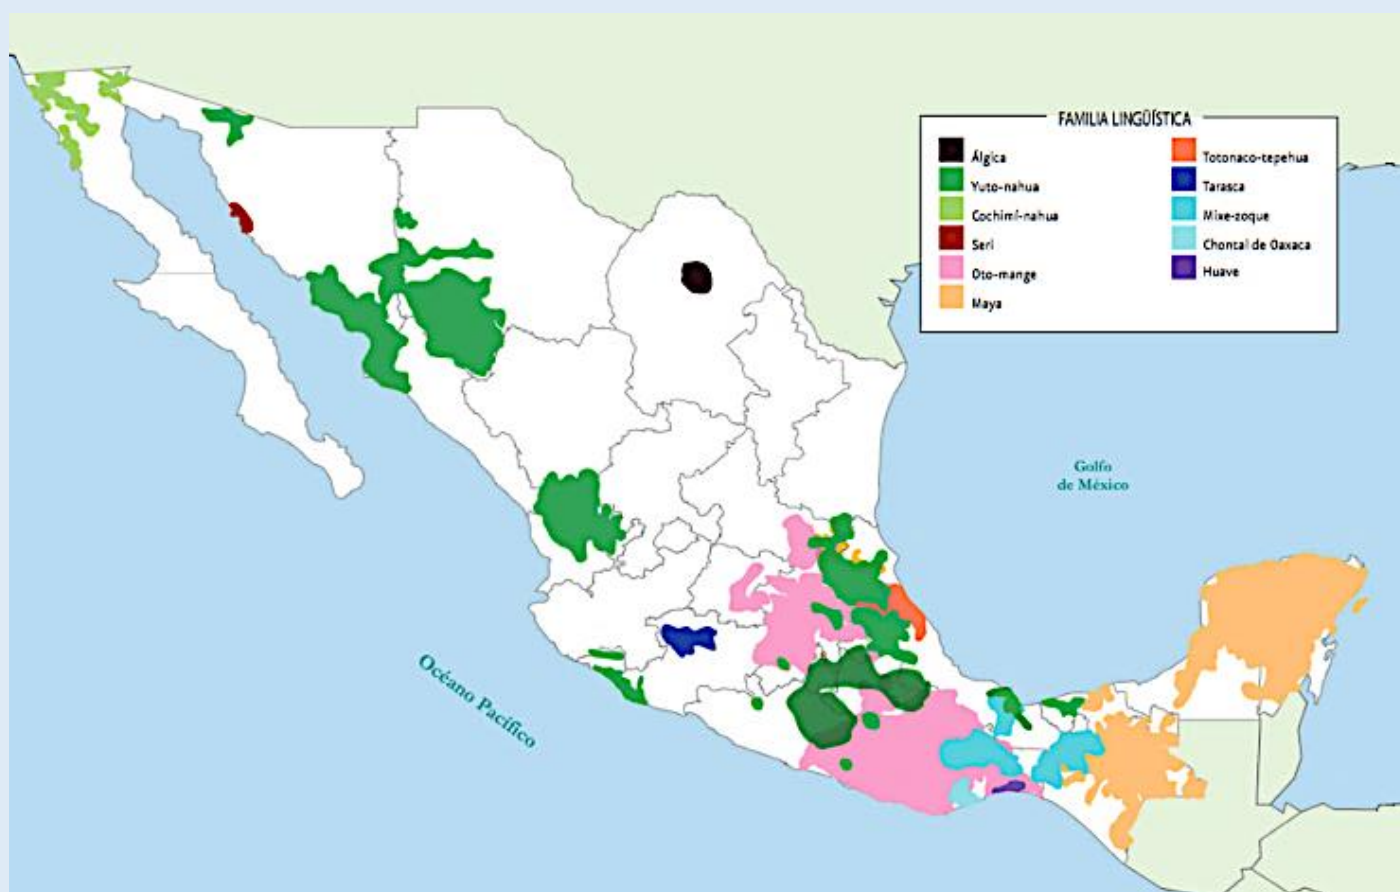 FAMILIA LINGÜÍSTICA
Álgica
Yuto-nahua
Cochimí-nahua
Seri
Oto-mange
Maya
Totonaco-tepehua
Tarasca
Mixe-zoque
Chontal de Oaxaca
Huave
Golfo
de México
Océano Pacífico